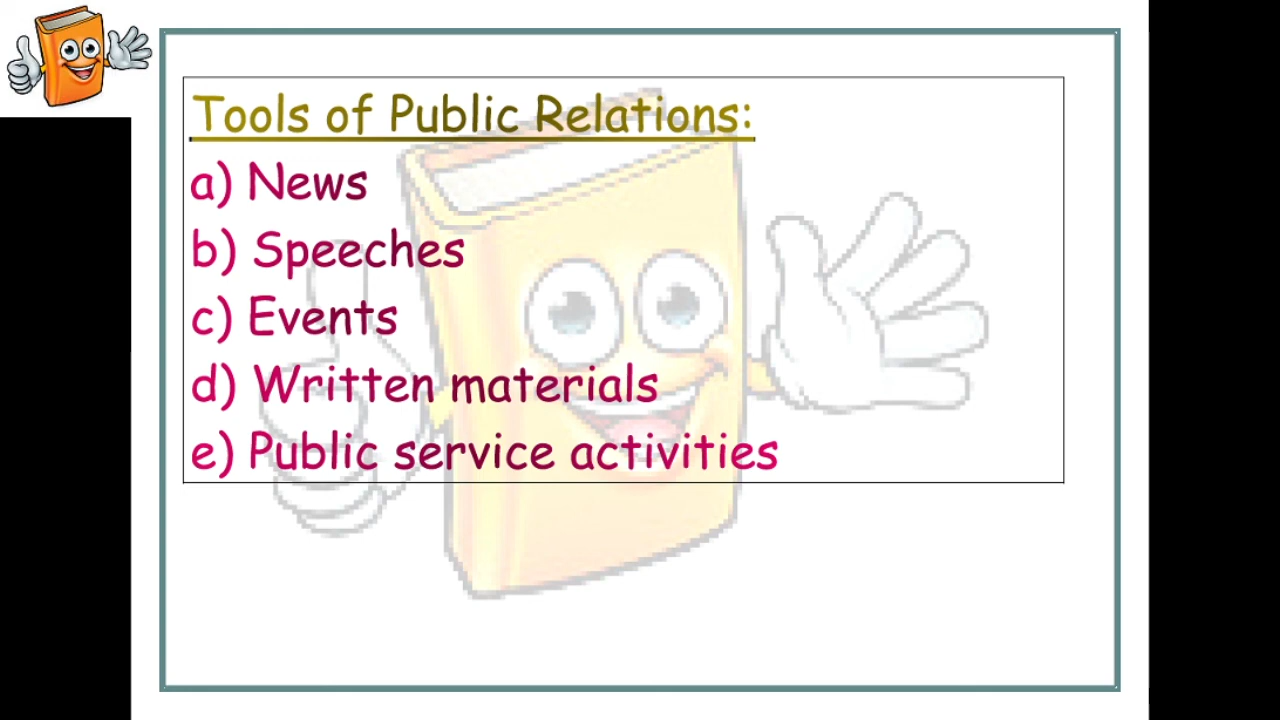 Tools of Public Relations:
a) News
b) Speeches
c) Events
d) Written materials
e) Public service activities